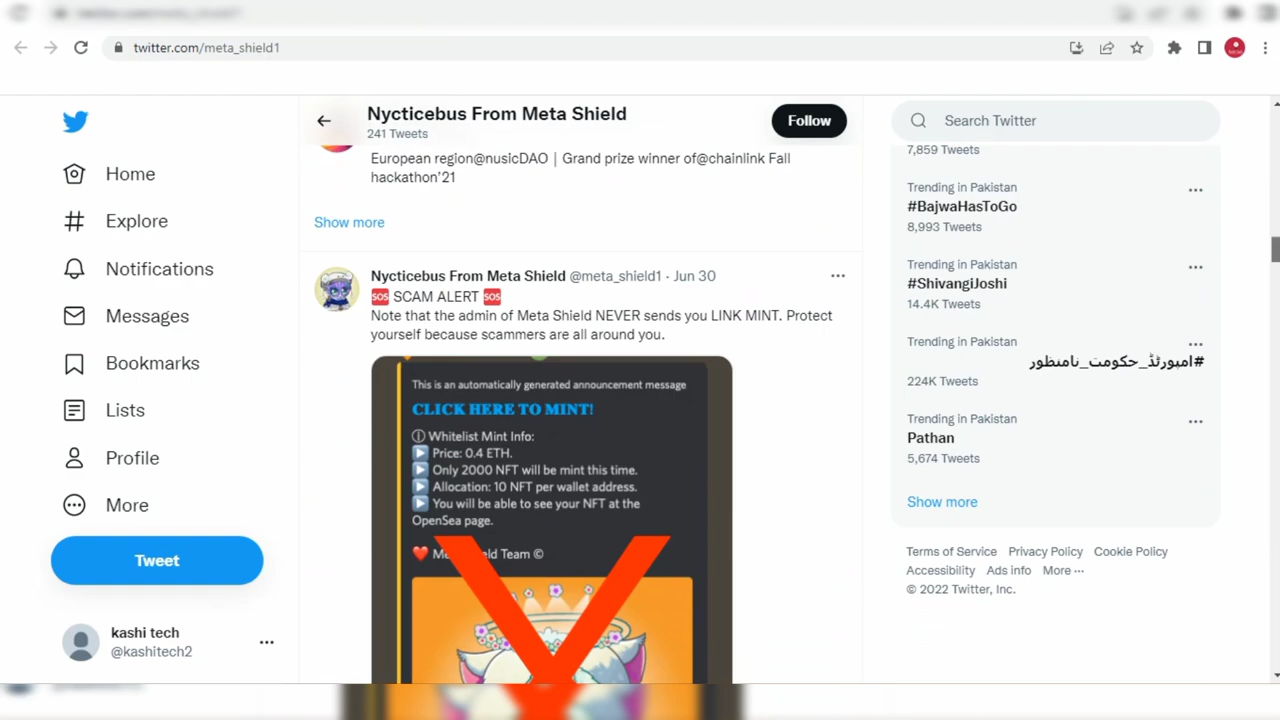 twitter.com/meta_shield1
Home
Explore
Notifications
Messages
Bookmarks
Lists
Profile
More
Tweet
kashi tech
@kashitech2
Nycticebus From Meta Shield
241 Tweets
Follow
European region@nusicDAO | Grand prize winner of@chainlink Fall
hackathon'21
Show more
Nycticebus From Meta Shield @meta_shield1 · Jun 30
🆘 SCAM ALERT 🆘
Note that the admin of Meta Shield NEVER sends you LINK MINT. Protect
yourself because scammers are all around you.
This is an automatically generated announcement message
CLICK HERE TO MINT!
ⓘ Whitelist Mint Info:
▶️ Price: 0.4 ETH.
▶️ Only 2000 NFT will be mint this time.
▶️ Allocation: 10 NFT per wallet address.
▶️ You will be able to see your NFT at the
OpenSea page.
❤️ Team ©
Search Twitter
7,859 Tweets
Trending in Pakistan
#BajwaHasToGo
8,993 Tweets
Trending in Pakistan
#ShivangiJoshi
14.4K Tweets
Trending in Pakistan
#امپورٹڈ_حکومت_نامنظور
224K Tweets
Trending in Pakistan
Pathan
5,674 Tweets
Show more
Terms of Service Privacy Policy Cookie Policy
Accessibility Ads info More ···
© 2022 Twitter, Inc.